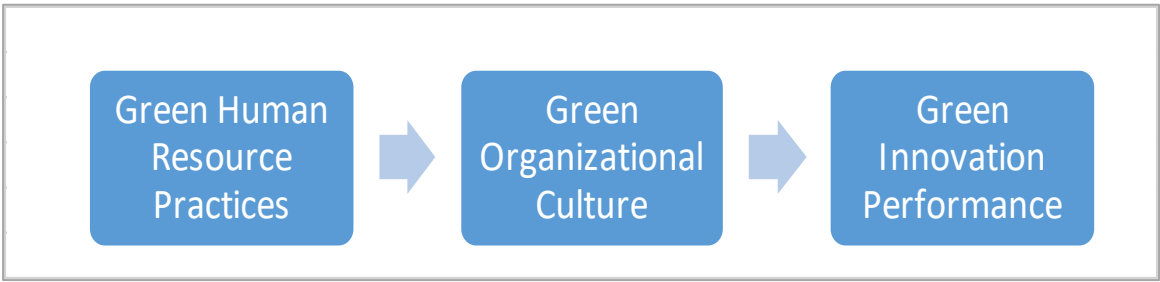 Green Human
Resource
Practices
Green
Organizational
Culture
Green
Innovation
Performance